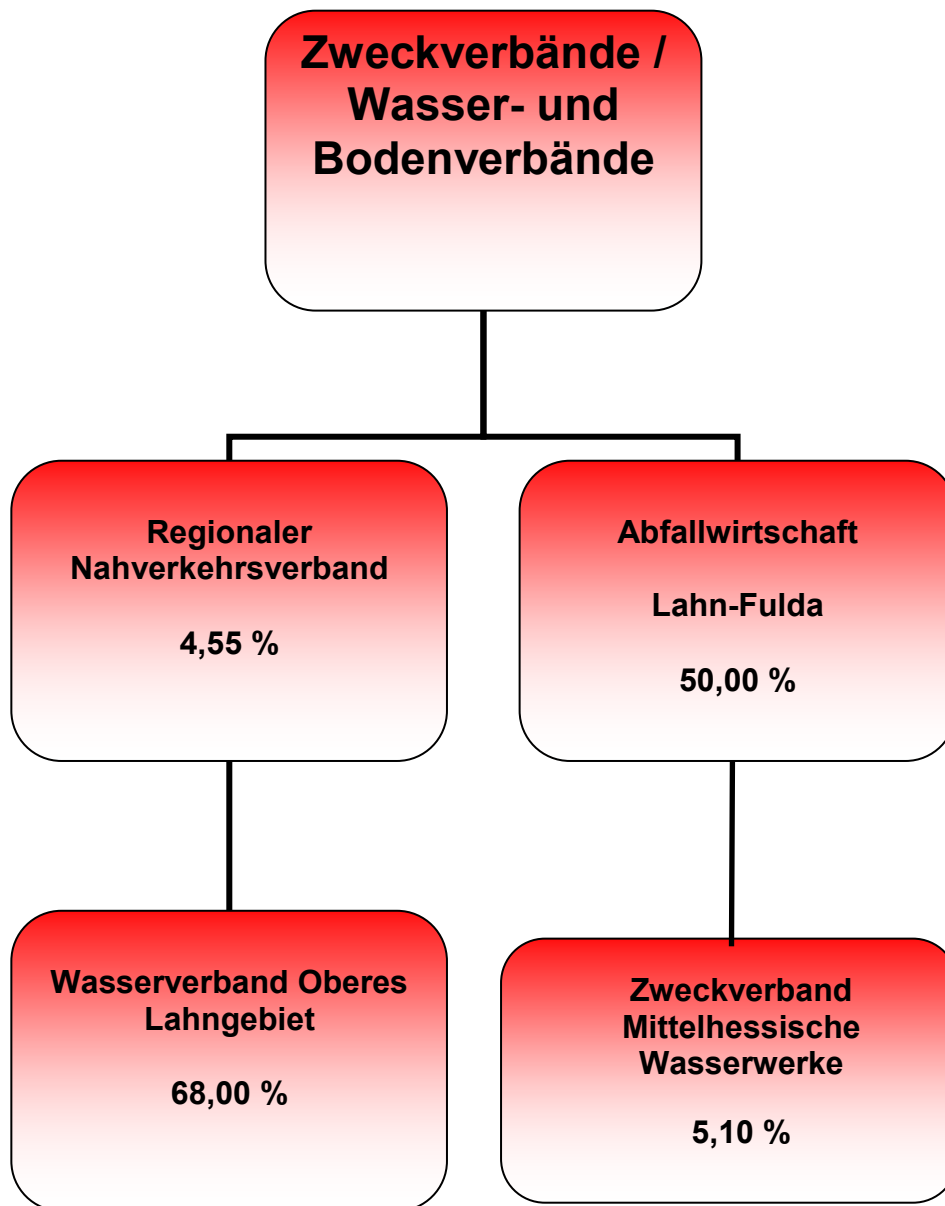 Zweckverbände /
Wasser- und
Bodenverbände
Regionaler
Nahverkehrsverband
4,55 %
Abfallwirtschaft
Lahn-Fulda
50,00 %
Wasserverband Oberes
Lahngebiet
68,00 %
Zweckverband
Mittelhessische
Wasserwerke
5,10 %